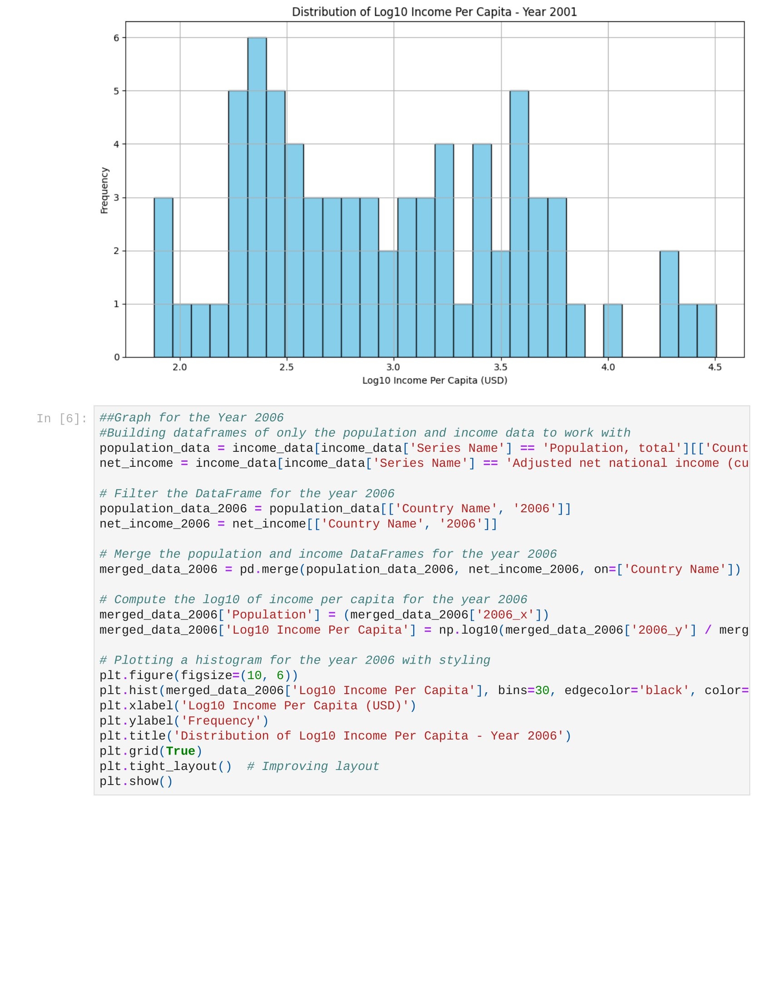 Distribution of Log10 Income Per Capita - Year 2001
6
5
4
3
2
1
0
Frequency
2.0 2.5 3.0 3.5 4.0 4.5
Log10 Income Per Capita (USD)
In [6]:
##Graph for the Year 2006
#Building dataframes of only the population and income data to work with
population_data = income_data[income_data['Series Name'] == 'Population, total'][['Count
net_income = income_data[income_data['Series Name'] == 'Adjusted net national income (cu
# Filter the DataFrame for the year 2006
population_data_2006 = population_data[['Country Name', '2006']]
net_income_2006 = net_income[['Country Name', '2006']]
# Merge the population and income DataFrames for the year 2006
merged_data_2006 = pd.merge(population_data_2006, net_income_2006, on=['Country Name'])
# Compute the log10 of income per capita for the year 2006
merged_data_2006['Population'] = (merged_data_2006['2006_x'])
merged_data_2006['Log10 Income Per Capita'] = np.log10(merged_data_2006['2006_y'] / merg
# Plotting a histogram for the year 2006 with styling
plt.figure(figsize=(10, 6))
plt.hist(merged_data_2006['Log10 Income Per Capita'], bins=30, edgecolor='black', color=
plt.xlabel('Log10 Income Per Capita (USD)')
plt.ylabel('Frequency')
plt.title('Distribution of Log10 Income Per Capita - Year 2006')
plt.grid(True)
plt.tight_layout()  # Improving layout
plt.show()